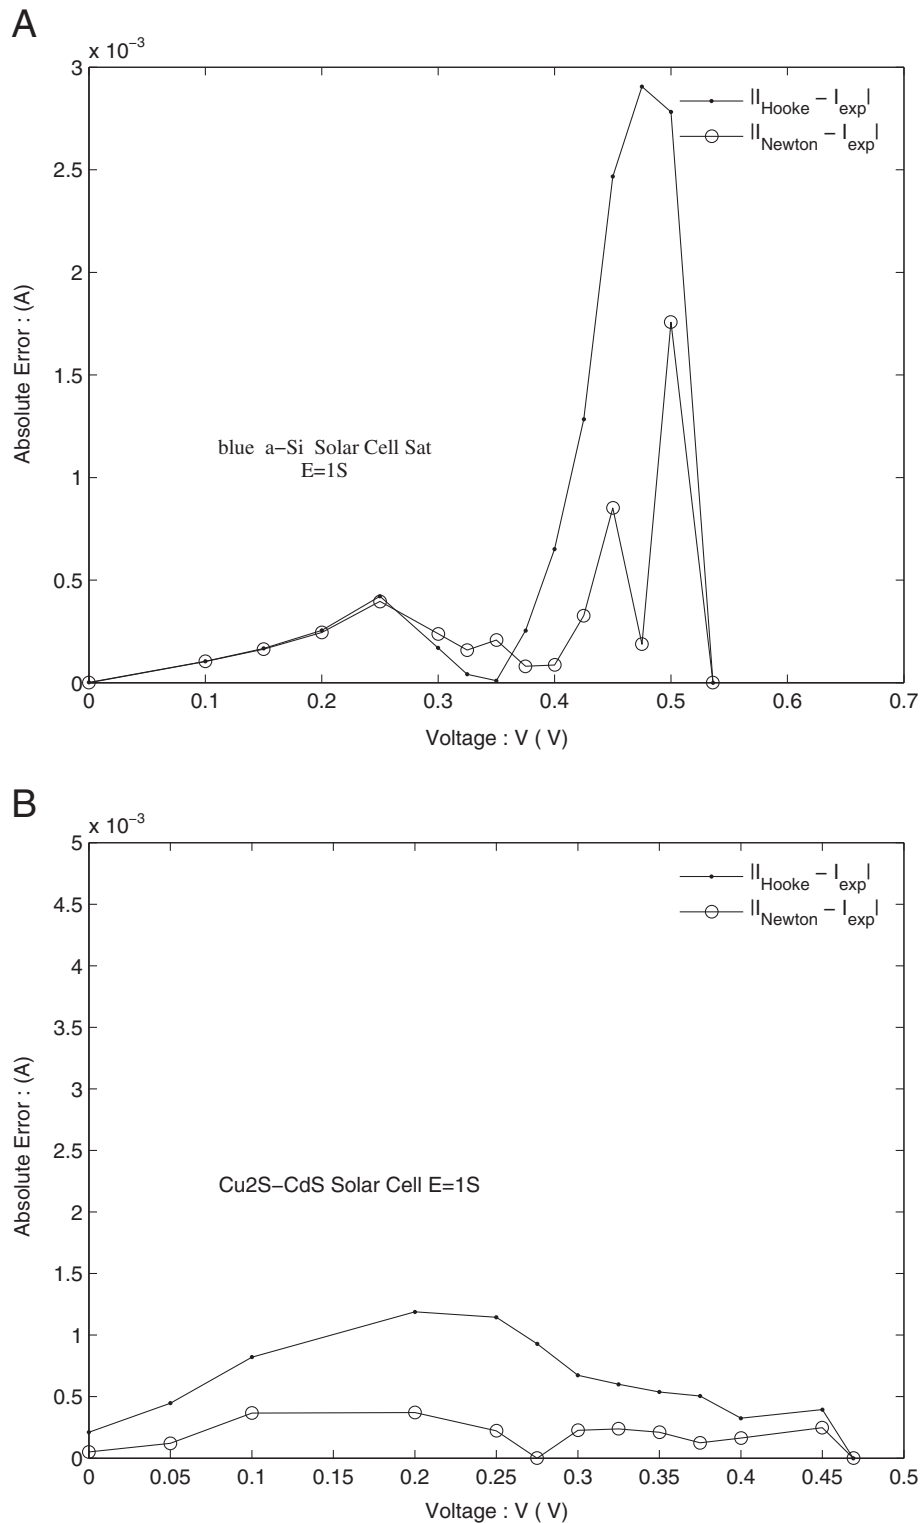 A
x 10−3
3
2.5
2
1.5
1
0.5
0
|I_Hooke − I_exp|
|I_Newton − I_exp|
Absolute Error : (A)
blue a−Si Solar Cell Sat
E=1S
0 0.1 0.2 0.3 0.4 0.5 0.6 0.7
Voltage : V ( V)
B
x 10−3
5
4.5
4
3.5
3
2.5
2
1.5
1
0.5
0
|I_Hooke − I_exp|
|I_Newton − I_exp|
Absolute Error : (A)
Cu2S−CdS Solar Cell E=1S
0 0.05 0.1 0.15 0.2 0.25 0.3 0.35 0.4 0.45 0.5
Voltage : V ( V)